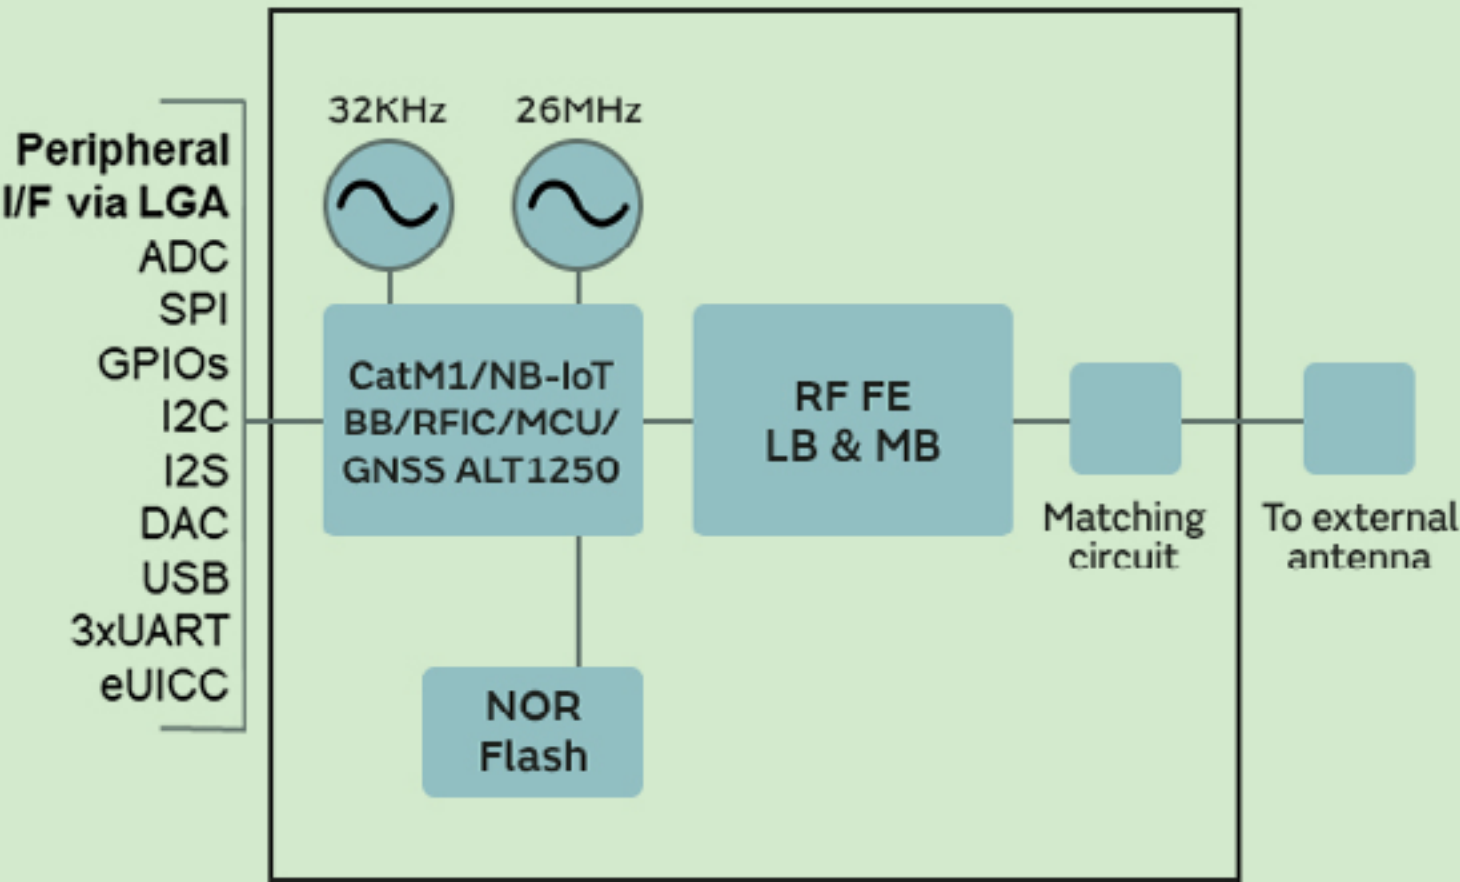 Peripheral
I/F via LGA
ADC
SPI
GPIOs
I2C
I2S
DAC
USB
3xUART
eUICC
32KHz
26MHz
CatM1/NB-IoT
BB/RFIC/MCU/
GNSS ALT1250
RF FE
LB & MB
Matching
circuit
To external
antenna
NOR
Flash